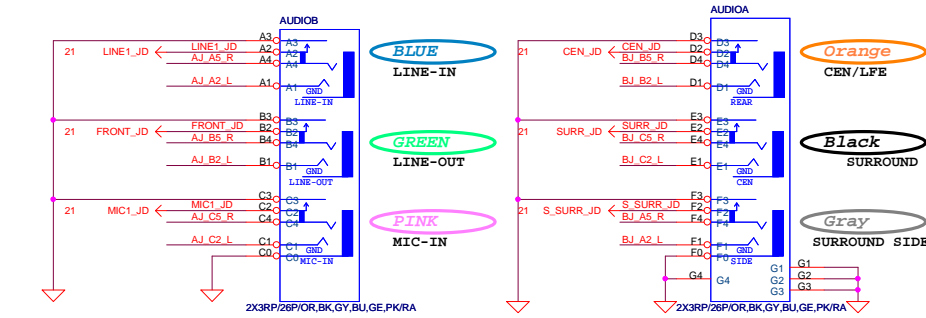 AUDIOB
A3 A3
21 LINE1_JD LINE1_JD A2 A2
AJ_A5_R A4 A4
AJ_A2_L A1 A1
GND
LINE-IN
BLUE
LINE-IN
B3 B3
21 FRONT_JD FRONT_JD B2 B2
AJ_B5_R B4 B4
AJ_B2_L B1 B1
GND
LINE-OUT
GREEN
LINE-OUT
C3 C3
21 MIC1_JD MIC1_JD C2 C2
AJ_C5_R C4 C4
AJ_C2_L C1 C1
GND
C0 C0
MIC-IN
PINK
MIC-IN
2X3RP/26P/OR,BK,GY,BU,GE,PK/RA
AUDIOA
D3 D3
21 CEN_JD CEN_JD D2 D2
BJ_B5_R D4 D4
BJ_B2_L D1 D1
GND
REAR
Orange
CEN/LFE
E3 E3
21 SURR_JD SURR_JD E2 E2
BJ_C5_R E4 E4
BJ_C2_L E1 E1
GND
CEN
Black
SURROUND
F3 F3
21 S_SURR_JD S_SURR_JD F2 F2
BJ_A5_R F4 F4
BJ_A2_L F1 F1
GND
F0 F0
SIDE
Gray
SURROUND SIDE
G4 G4
G1 G1
G2 G2
G3 G3
2X3RP/26P/OR,BK,GY,BU,GE,PK/RA